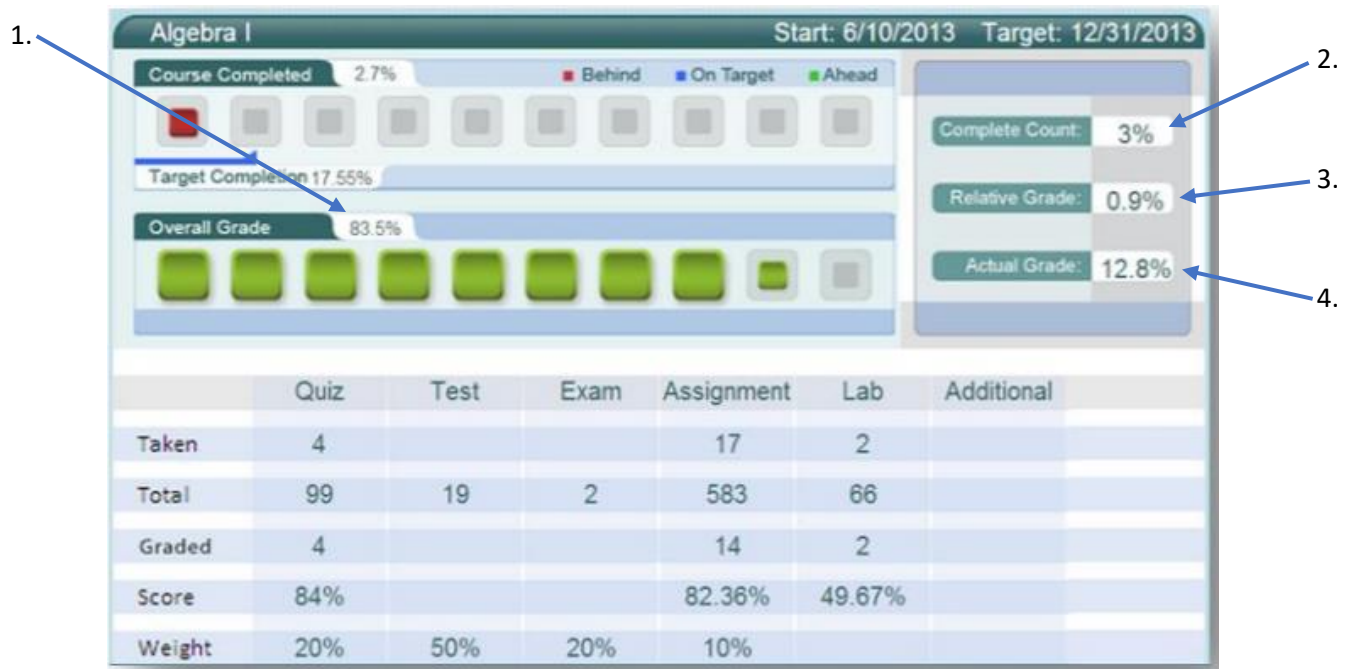 Algebra I Start: 6/10/2013 Target: 12/31/2013
1.
Course Completed 2.7% Behind On Target Ahead
2.
Complete Count: 3%
Target Completion 17.55%
3.
Relative Grade: 0.9%
Overall Grade 83.5%
Actual Grade: 12.8%
4.
Quiz Test Exam Assignment Lab Additional
Taken 4 17 2
Total 99 19 2 583 66
Graded 4 14 2
Score 84% 82.36% 49.67%
Weight 20% 50% 20% 10%